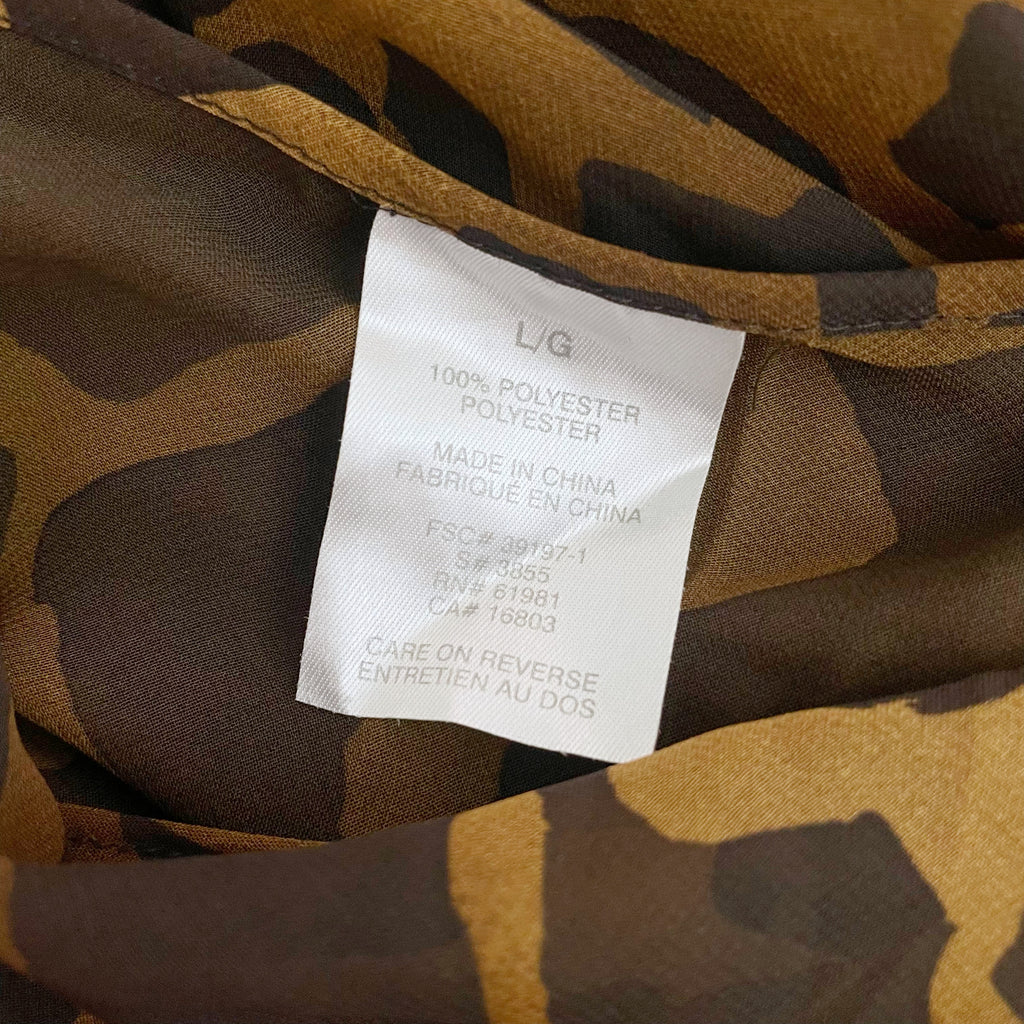 L/G
100% POLYESTER
POLYESTER
MADE IN CHINA
FABRIQUÉ EN CHINA
FSC# 39197-1
S# 3855
RN# 61981
CA# 16803
CARE ON REVERSE
ENTRETIEN AU DOS